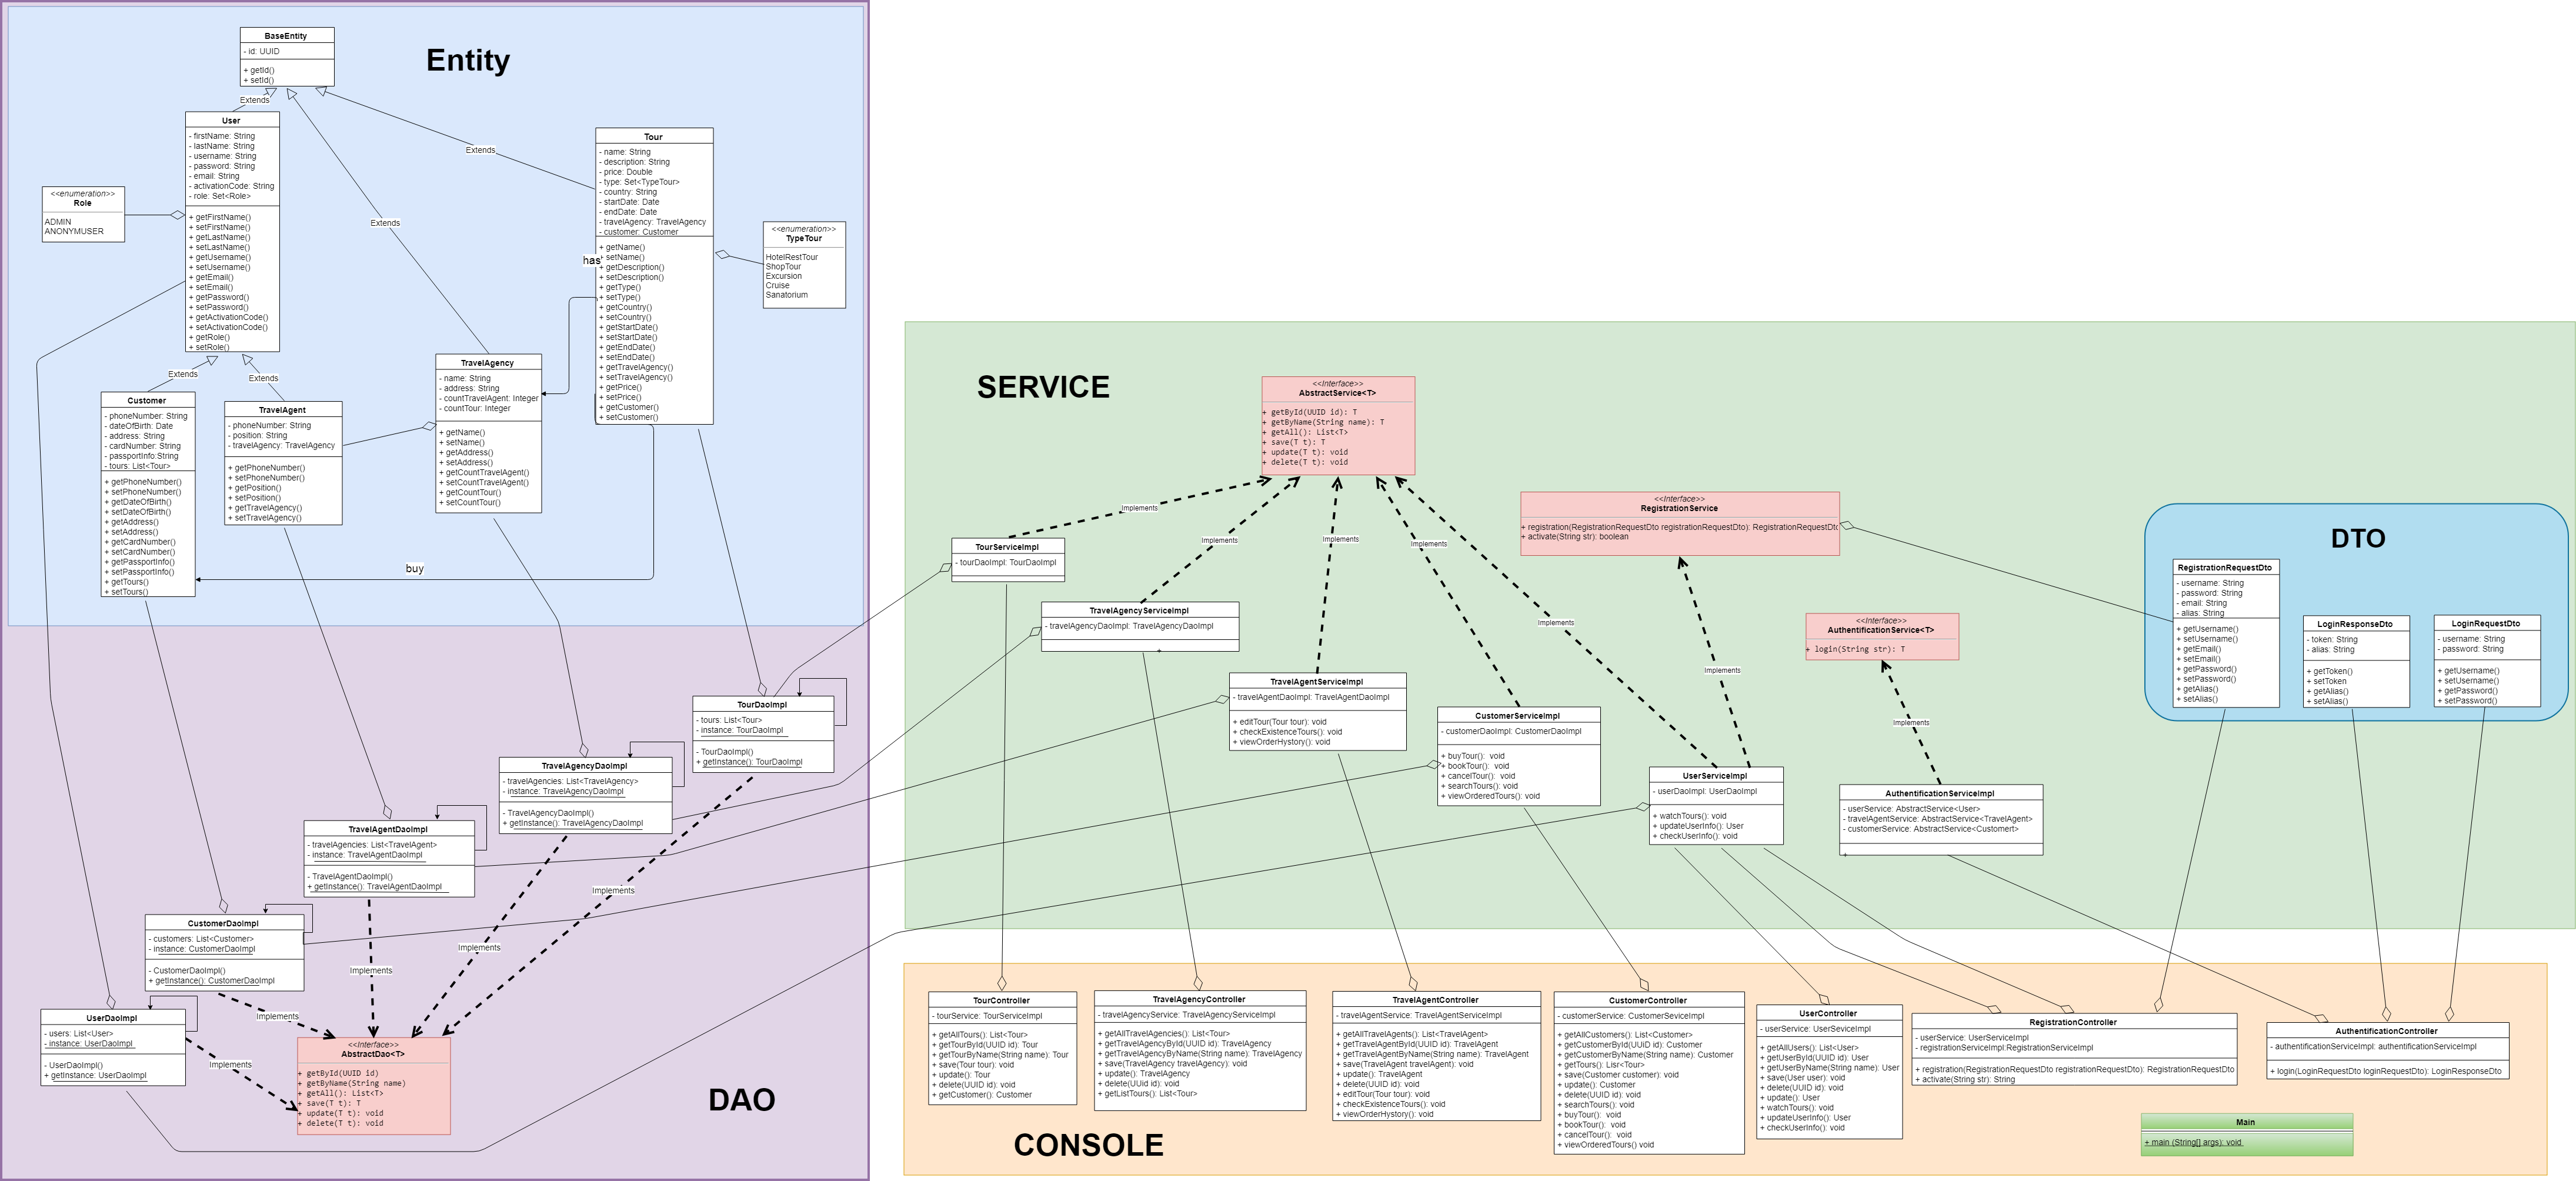 Entity
BaseEntity
- id: UUID
+ getId()
+ setId()
Extends
Extends
Extends
User
- firstName: String
- lastName: String
- username: String
- password: String
- email: String
- activationCode: String
- role: Set<Role>
+ getFirstName()
+ setFirstName()
+ getLastName()
+ setLastName()
+ getUsername()
+ setUsername()
+ getEmail()
+ setEmail()
+ getPassword()
+ setPassword()
+ getActivationCode()
+ setActivationCode()
+ getRole()
+ setRole()
<<enumeration>>
Role
ADMIN
ANONYMUSER
Tour
- name: String
- description: String
- price: Double
- type: Set<TypeTour>
- country: String
- startDate: Date
- endDate: Date
- travelAgency: TravelAgency
- customer: Customer
+ getName()
+ setName()
+ getDescription()
+ setDescription()
+ getType()
+ setType()
+ getCountry()
+ setCountry()
+ getStartDate()
+ setStartDate()
+ getEndDate()
+ setEndDate()
+ getTravelAgency()
+ setTravelAgency()
+ getPrice()
+ setPrice()
+ getCustomer()
+ setCustomer()
has
<<enumeration>>
TypeTour
HotelRestTour
ShopTour
Excursion
Cruise
Sanatorium
Extends
Extends
Customer
- phoneNumber: String
- dateOfBirth: Date
- address: String
- cardNumber: String
- passportInfo:String
- tours: List<Tour>
+ getPhoneNumber()
+ setPhoneNumber()
+ getDateOfBirth()
+ setDateOfBirth()
+ getAddress()
+ setAddress()
+ getCardNumber()
+ setCardNumber()
+ getPassportInfo()
+ setPassportInfo()
+ getTours()
+ setTours()
TravelAgent
- phoneNumber: String
- position: String
- travelAgency: TravelAgency
+ getPhoneNumber()
+ setPhoneNumber()
+ getPosition()
+ setPosition()
+ getTravelAgency()
+ setTravelAgency()
TravelAgency
- name: String
- address: String
- countTravelAgent: Integer
- countTour: Integer
+ getName()
+ setName()
+ getAddress()
+ setAddress()
+ getCountTravelAgent()
+ setCountTravelAgent()
+ getCountTour()
+ setCountTour()
buy
TourDaoImpl
- tours: List<Tour>
- instance: TourDaoImpl
- TourDaoImpl()
+ getInstance(): TourDaoImpl
TravelAgencyDaoImpl
- travelAgencies: List<TravelAgency>
- instance: TravelAgencyDaoImpl
- TravelAgencyDaoImpl()
+ getInstance(): TravelAgencyDaoImpl
TravelAgentDaoImpl
- travelAgencies: List<TravelAgent>
- instance: TravelAgentDaoImpl
- TravelAgentDaoImpl()
+ getInstance(): TravelAgentDaoImpl
CustomerDaoImpl
- customers: List<Customer>
- instance: CustomerDaoImpl
- CustomerDaoImpl()
+ getInstance(): CustomerDaoImpl
UserDaoImpl
- users: List<User>
- instance: UserDaoImpl
- UserDaoImpl()
+ getInstance: UserDaoImpl
Implements
Implements
Implements
Implements
Implements
<<Interface>>
AbstractDao<T>
+ getById(UUID id)
+ getByName(String name)
+ getAll(): List<T>
+ save(T t): T
+ update(T t): void
+ delete(T t): void
DAO
SERVICE
<<Interface>>
AbstractService<T>
+ getById(UUID id): T
+ getByName(String name): T
+ getAll(): List<T>
+ save(T t): T
+ update(T t): void
+ delete(T t): void
Implements
Implements
Implements
Implements
Implements
Implements
Implements
<<Interface>>
RegistrationService
+ registration(RegistrationRequestDto registrationRequestDto): RegistrationRequestDto
+ activate(String str): boolean
TourServiceImpl
- tourDaoImpl: TourDaoImpl
TravelAgencyServiceImpl
- travelAgencyDaoImpl: TravelAgencyDaoImpl
+
TravelAgentServiceImpl
- travelAgentDaoImpl: TravelAgentDaoImpl
+ editTour(Tour tour): void
+ checkExistenceTours(): void
+ viewOrderHystory(): void
CustomerServiceImpl
- customerDaoImpl: CustomerDaoImpl
+ buyTour(): void
+ bookTour(): void
+ cancelTour(): void
+ searchTours(): void
+ viewOrderedTours(): void
UserServiceImpl
- userDaoImpl: UserDaoImpl
+ watchTours(): void
+ updateUserInfo(): User
+ checkUserInfo(): void
<<Interface>>
AuthentificationService<T>
+ login(String str): T
AuthentificationServiceImpl
- userService: AbstractService<User>
- travelAgentService: AbstractService<TravelAgent>
- customerService: AbstractService<Customert>
+
DTO
RegistrationRequestDto
- username: String
- password: String
- email: String
- alias: String
+ getUsername()
+ setUsername()
+ getEmail()
+ setEmail()
+ getPassword()
+ setPassword()
+ getAlias()
+ setAlias()
LoginResponseDto
- token: String
- alias: String
+ getToken()
+ setToken
+ getAlias()
+ setAlias()
LoginRequestDto
- username: String
- password: String
+ getUsername()
+ setUsername()
+ getPassword()
+ setPassword()
TourController
- tourService: TourServiceImpl
+ getAllTours(): List<Tour>
+ getTourById(UUID id): Tour
+ getTourByName(String name): Tour
+ save(Tour tour): void
+ update(): Tour
+ delete(UUID id): void
+ getCustomer(): Customer
TravelAgencyController
- travelAgencyService: TravelAgencyServiceImpl
+ getAllTravelAgencies(): List<Tour>
+ getTravelAgencyById(UUID id): TravelAgency
+ getTravelAgencyByName(String name): TravelAgency
+ save(TravelAgency travelAgency): void
+ update(): TravelAgency
+ delete(UUid id): void
+ getListTours(): List<Tour>
TravelAgentController
- travelAgentService: TravelAgentServiceImpl
+ getAllTravelAgents(): List<TravelAgent>
+ getTravelAgentById(UUID id): TravelAgent
+ getTravelAgentByName(String name): TravelAgent
+ save(TravelAgent travelAgent): void
+ update(): TravelAgent
+ delete(UUID id): void
+ editTour(Tour tour): void
+ checkExistenceTours(): void
+ viewOrderHystory(): void
CustomerController
- customerService: CustomerSeviceImpl
+ getAllCustomers(): List<Customer>
+ getCustomerById(UUID id): Customer
+ getCustomerByName(String name): Customer
+ getTours(): Lisr<Tour>
+ save(Customer customer): void
+ update(): Customer
+ delete(UUID id): void
+ searchTours(): void
+ buyTour(): void
+ bookTour(): void
+ cancelTour(): void
+ viewOrderedTours() void
UserController
- userService: UserSeviceImpl
+ getAllUsers(): List<User>
+ getUserById(UUID id): User
+ getUserByName(String name): User
+ save(User user): void
+ delete(UUID id): void
+ update(): User
+ watchTours(): void
+ updateUserInfo(): User
+ checkUserInfo(): void
RegistrationController
- userService: UserServiceImpl
- registrationServiceImpl:RegistrationServiceImpl
+ registration(RegistrationRequestDto registrationRequestDto): RegistrationRequestDto
+ activate(String str): String
AuthentificationController
- authentificationServiceImpl: authentificationServiceImpl
+ login(LoginRequestDto loginRequestDto): LoginResponseDto
Main
+ main (String[] args): void
CONSOLE